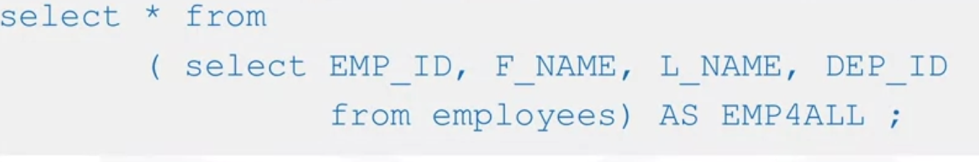 select * from
( select EMP_ID, F_NAME, L_NAME, DEP_ID
from employees) AS EMP4ALL ;